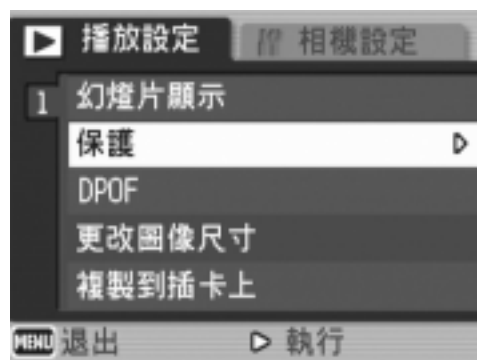 播放設定 相機設定
1 幻燈片顯示
保護
DPOF
更改圖像尺寸
複製到插卡上
MENU 退出 執行